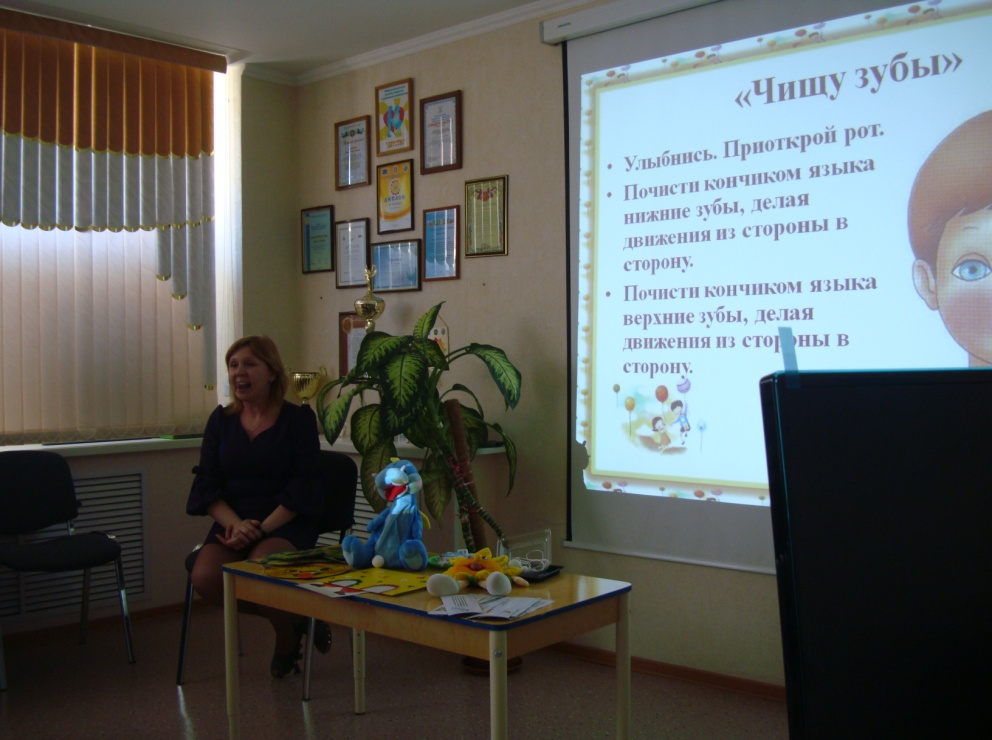 «Чищу зубы»
• Улыбнись. Приоткрой рот.
• Почисти кончиком языка
нижние зубы, делая
движения из стороны в
сторону.
• Почисти кончиком языка
верхние зубы, делая
движения из стороны в
сторону.